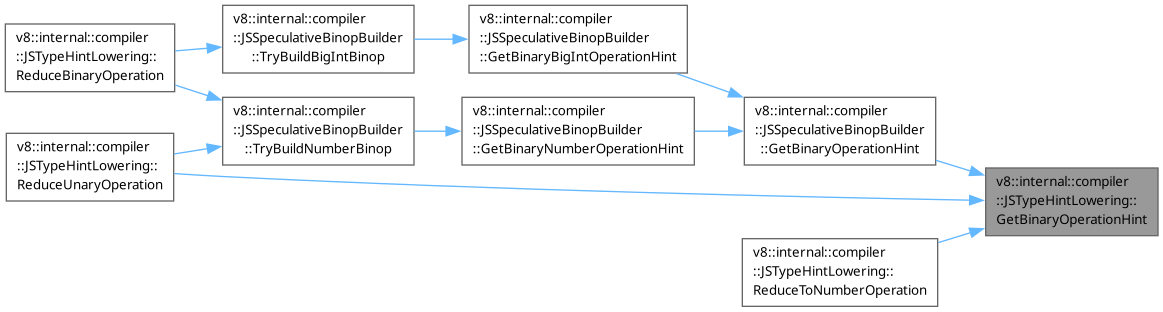 v8::internal::compiler
::JSTypeHintLowering::
ReduceBinaryOperation
v8::internal::compiler
::JSSpeculativeBinopBuilder
::TryBuildBigIntBinop
v8::internal::compiler
::JSSpeculativeBinopBuilder
::GetBinaryBigIntOperationHint
v8::internal::compiler
::JSTypeHintLowering::
ReduceUnaryOperation
v8::internal::compiler
::JSSpeculativeBinopBuilder
::TryBuildNumberBinop
v8::internal::compiler
::JSSpeculativeBinopBuilder
::GetBinaryNumberOperationHint
v8::internal::compiler
::JSSpeculativeBinopBuilder
::GetBinaryOperationHint
v8::internal::compiler
::JSTypeHintLowering::
GetBinaryOperationHint
v8::internal::compiler
::JSTypeHintLowering::
ReduceToNumberOperation